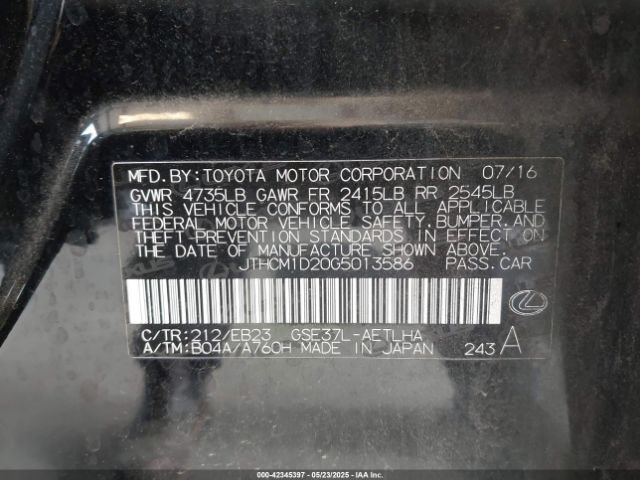 MFD.BY:TOYOTA MOTOR CORPORATION 07/16
GVWR 4735LB GAWR FR 2415LB RR 2545LB
THIS VEHICLE CONFORMS TO ALL APPLICABLE
FEDERAL MOTOR VEHICLE SAFETY, BUMPER, AND
THEFT PREVENTION STANDARDS IN EFFECT ON
THE DATE OF MANUFACTURE SHOWN ABOVE.
JTHCM1D20G5013586 PASS.CAR
C/TR:212/EB23 GSE37L-AETLHA
A/TM:B04A/A760H MADE IN JAPAN 243 A
00-42345397 - 05/23/2025 - COPYRIGHT IAA, LLC.